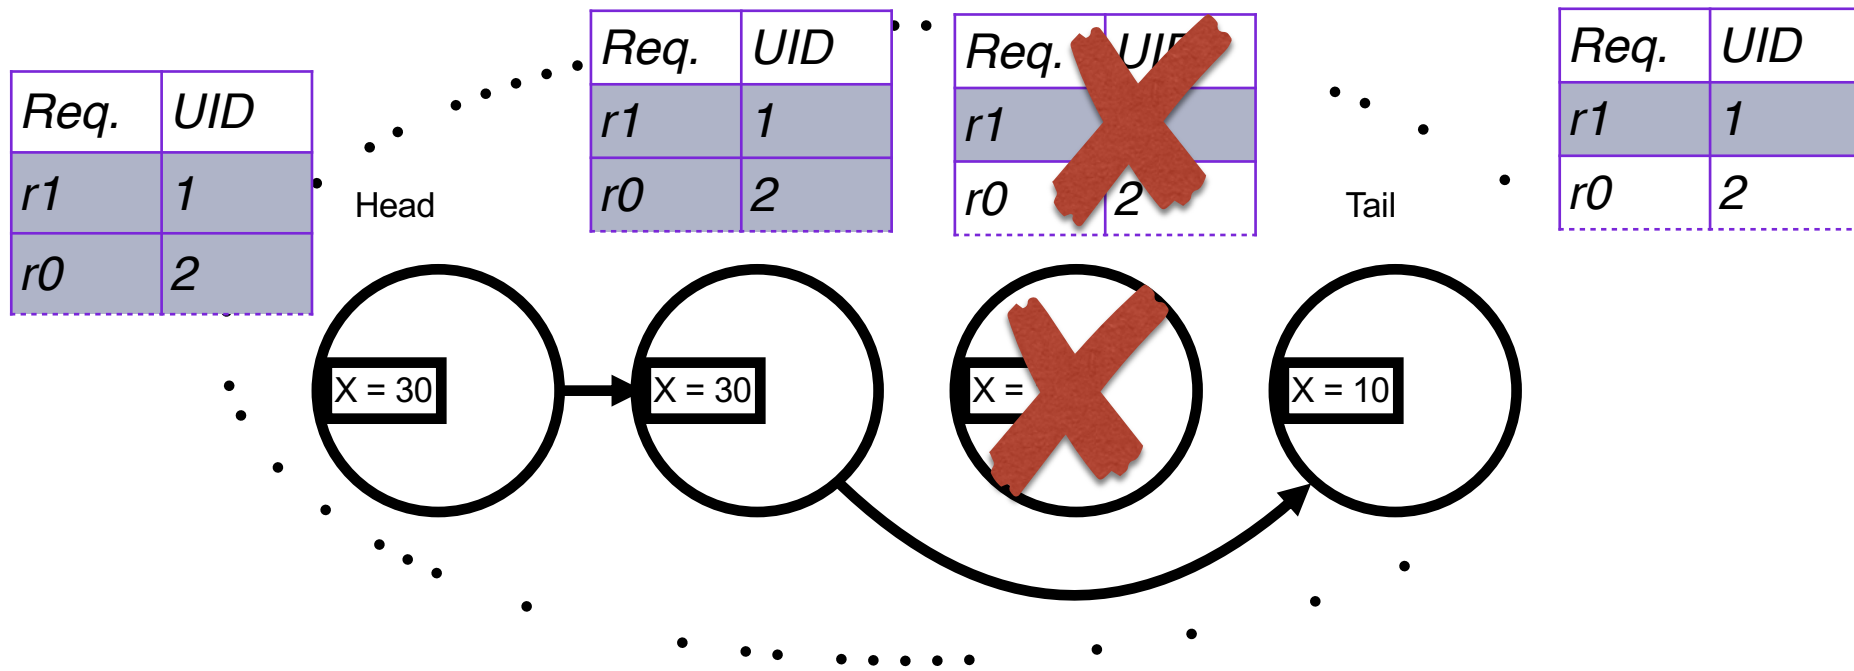 Req. UID
r1 1
r0 2
Head
Req. UID
r1 1
r0 2
Req.
r1
r0 2
Tail
Req. UID
r1 1
r0 2
X = 30
X = 30
X =
X = 10